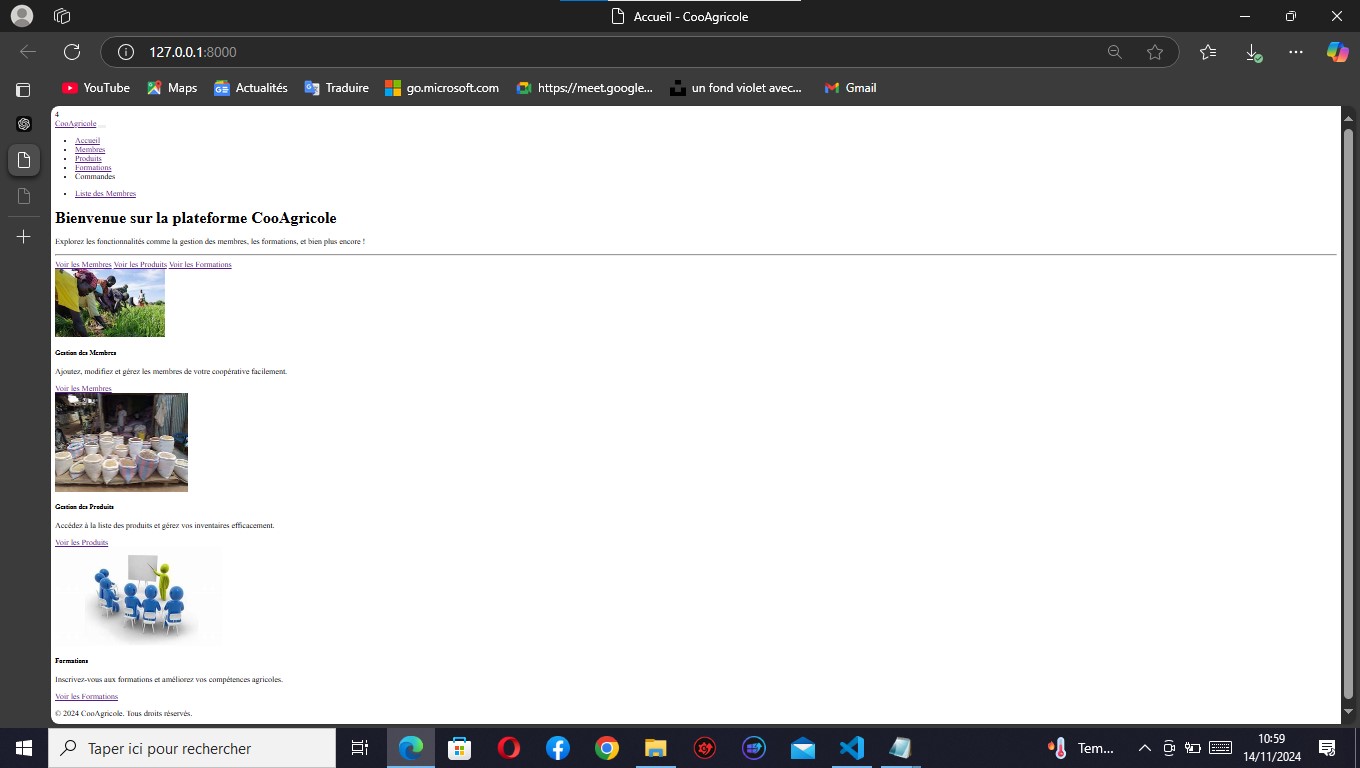 Accueil - CooAgricole
127.0.0.1:8000
YouTube Maps Actualités Traduire go.microsoft.com https://meet.google... un fond violet avec... Gmail
4
CooAgricole
Accueil
Membres
Produits
Formations
Commandes
Liste des Membres
Bienvenue sur la plateforme CooAgricole
Explorez les fonctionnalités comme la gestion des membres, les formations, et bien plus encore !
Voir les Membres Voir les Produits Voir les Formations
Gestion des Membres
Ajoutez, modifiez et gérez les membres de votre coopérative facilement.
Voir les Membres
Gestion des Produits
Accédez à la liste des produits et gérez vos inventaires efficacement.
Voir les Produits
Formations
Inscrivez-vous aux formations et améliorez vos compétences agricoles.
Voir les Formations
© 2024 CooAgricole. Tous droits réservés.
Taper ici pour rechercher
Tem...
10:59
14/11/2024